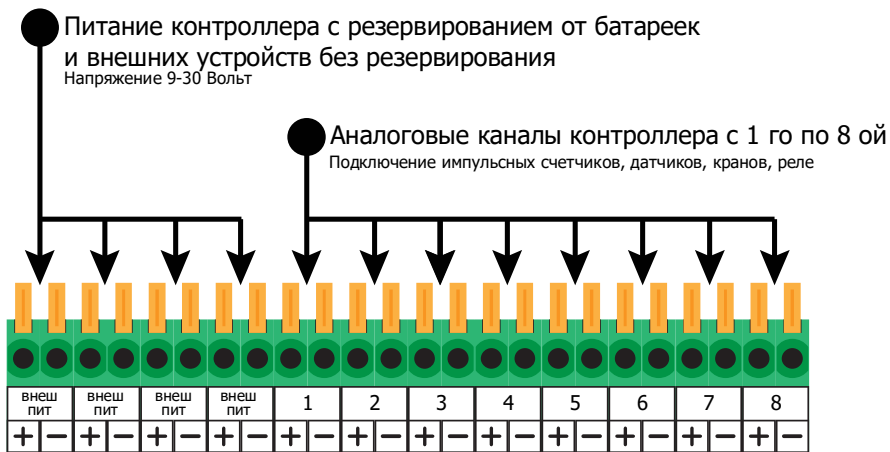 Питание контроллера с резервированием от батареек
и внешних устройств без резервирования
Напряжение 9-30 Вольт
Аналоговые каналы контроллера с 1 го по 8 ой
Подключение импульсных счетчиков, датчиков, кранов, реле
внеш внеш внеш внеш
пит пит пит пит 1 2 3 4 5 6 7 8
+ − + − + − + − + − + − + − + − + − + − + − + −